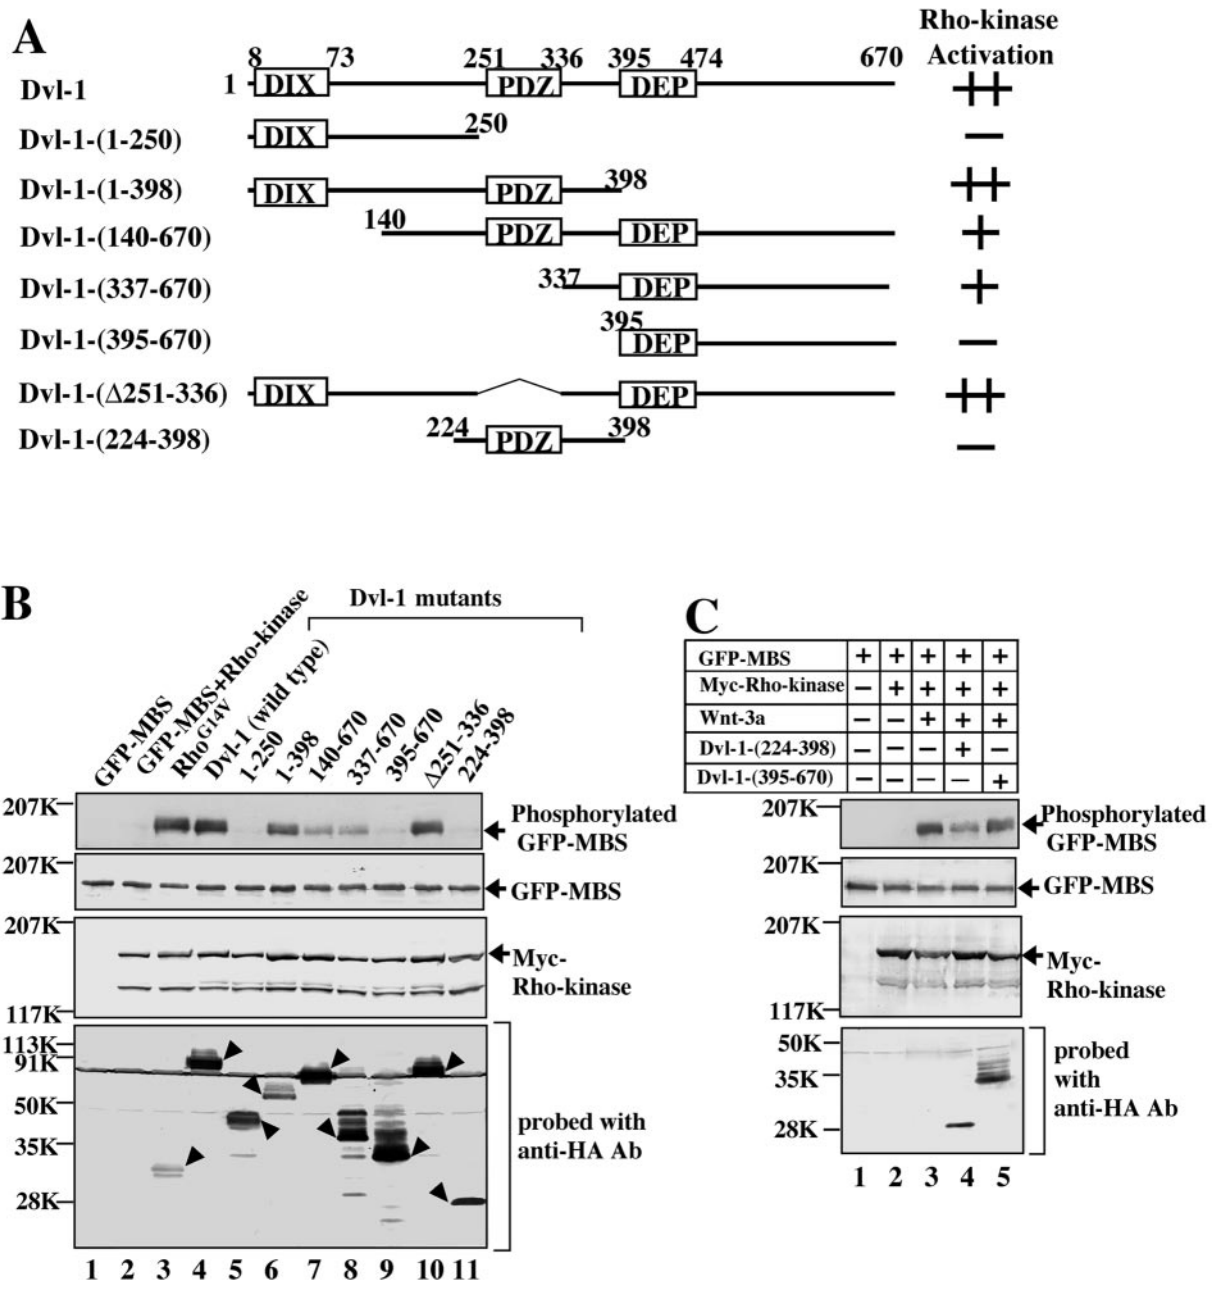 A
Rho-kinase
Activation
8 73 251 336 395 474 670
Dvl-1 1 DIX PDZ DEP ++
Dvl-1-(1-250) DIX 250 —
Dvl-1-(1-398) DIX PDZ 398 ++
Dvl-1-(140-670) 140 PDZ DEP +
Dvl-1-(337-670) 337 DEP +
Dvl-1-(395-670) 395 DEP —
Dvl-1-(Δ251-336) DIX DEP ++
Dvl-1-(224-398) 224 PDZ 398 —
B
Dvl-1 mutants
GFP-MBS
GFP-MBS+Rho-kinase
Rho G14V
Dvl-1 (wild type)
1-250
1-398
140-670
337-670
395-670
Δ251-336
224-398
207K
Phosphorylated
GFP-MBS
207K
GFP-MBS
207K
Myc-
Rho-kinase
117K
113K
91K
50K
35K
28K
probed with
anti-HA Ab
1 2 3 4 5 6 7 8 9 10 11
C
GFP-MBS + + + + +
Myc-Rho-kinase — + + + +
Wnt-3a — — + + +
Dvl-1-(224-398) — — — + —
Dvl-1-(395-670) — — — — +
207K
Phosphorylated
GFP-MBS
207K
GFP-MBS
207K
Myc-
Rho-kinase
117K
50K
35K
28K
probed
with
anti-HA Ab
1 2 3 4 5